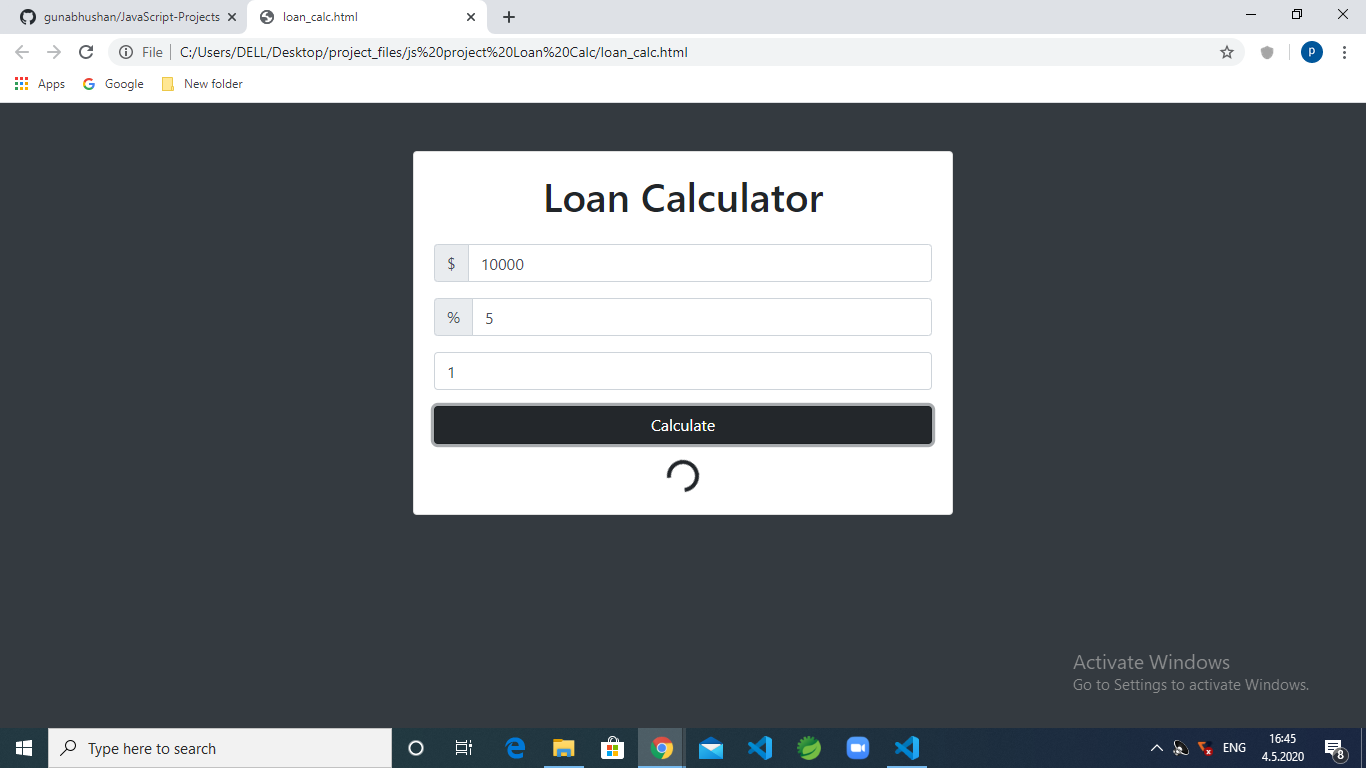 gunabhushan/JavaScript-Projects
loan_calc.html
File
C:/Users/DELL/Desktop/project_files/js%20project%20Loan%20Calc/loan_calc.html
P
Apps
Google
New folder
Loan Calculator
$ 10000
% 5
1
Calculate
Activate Windows
Go to Settings to activate Windows.
Type here to search
ENG
16:45
4.5.2020
8